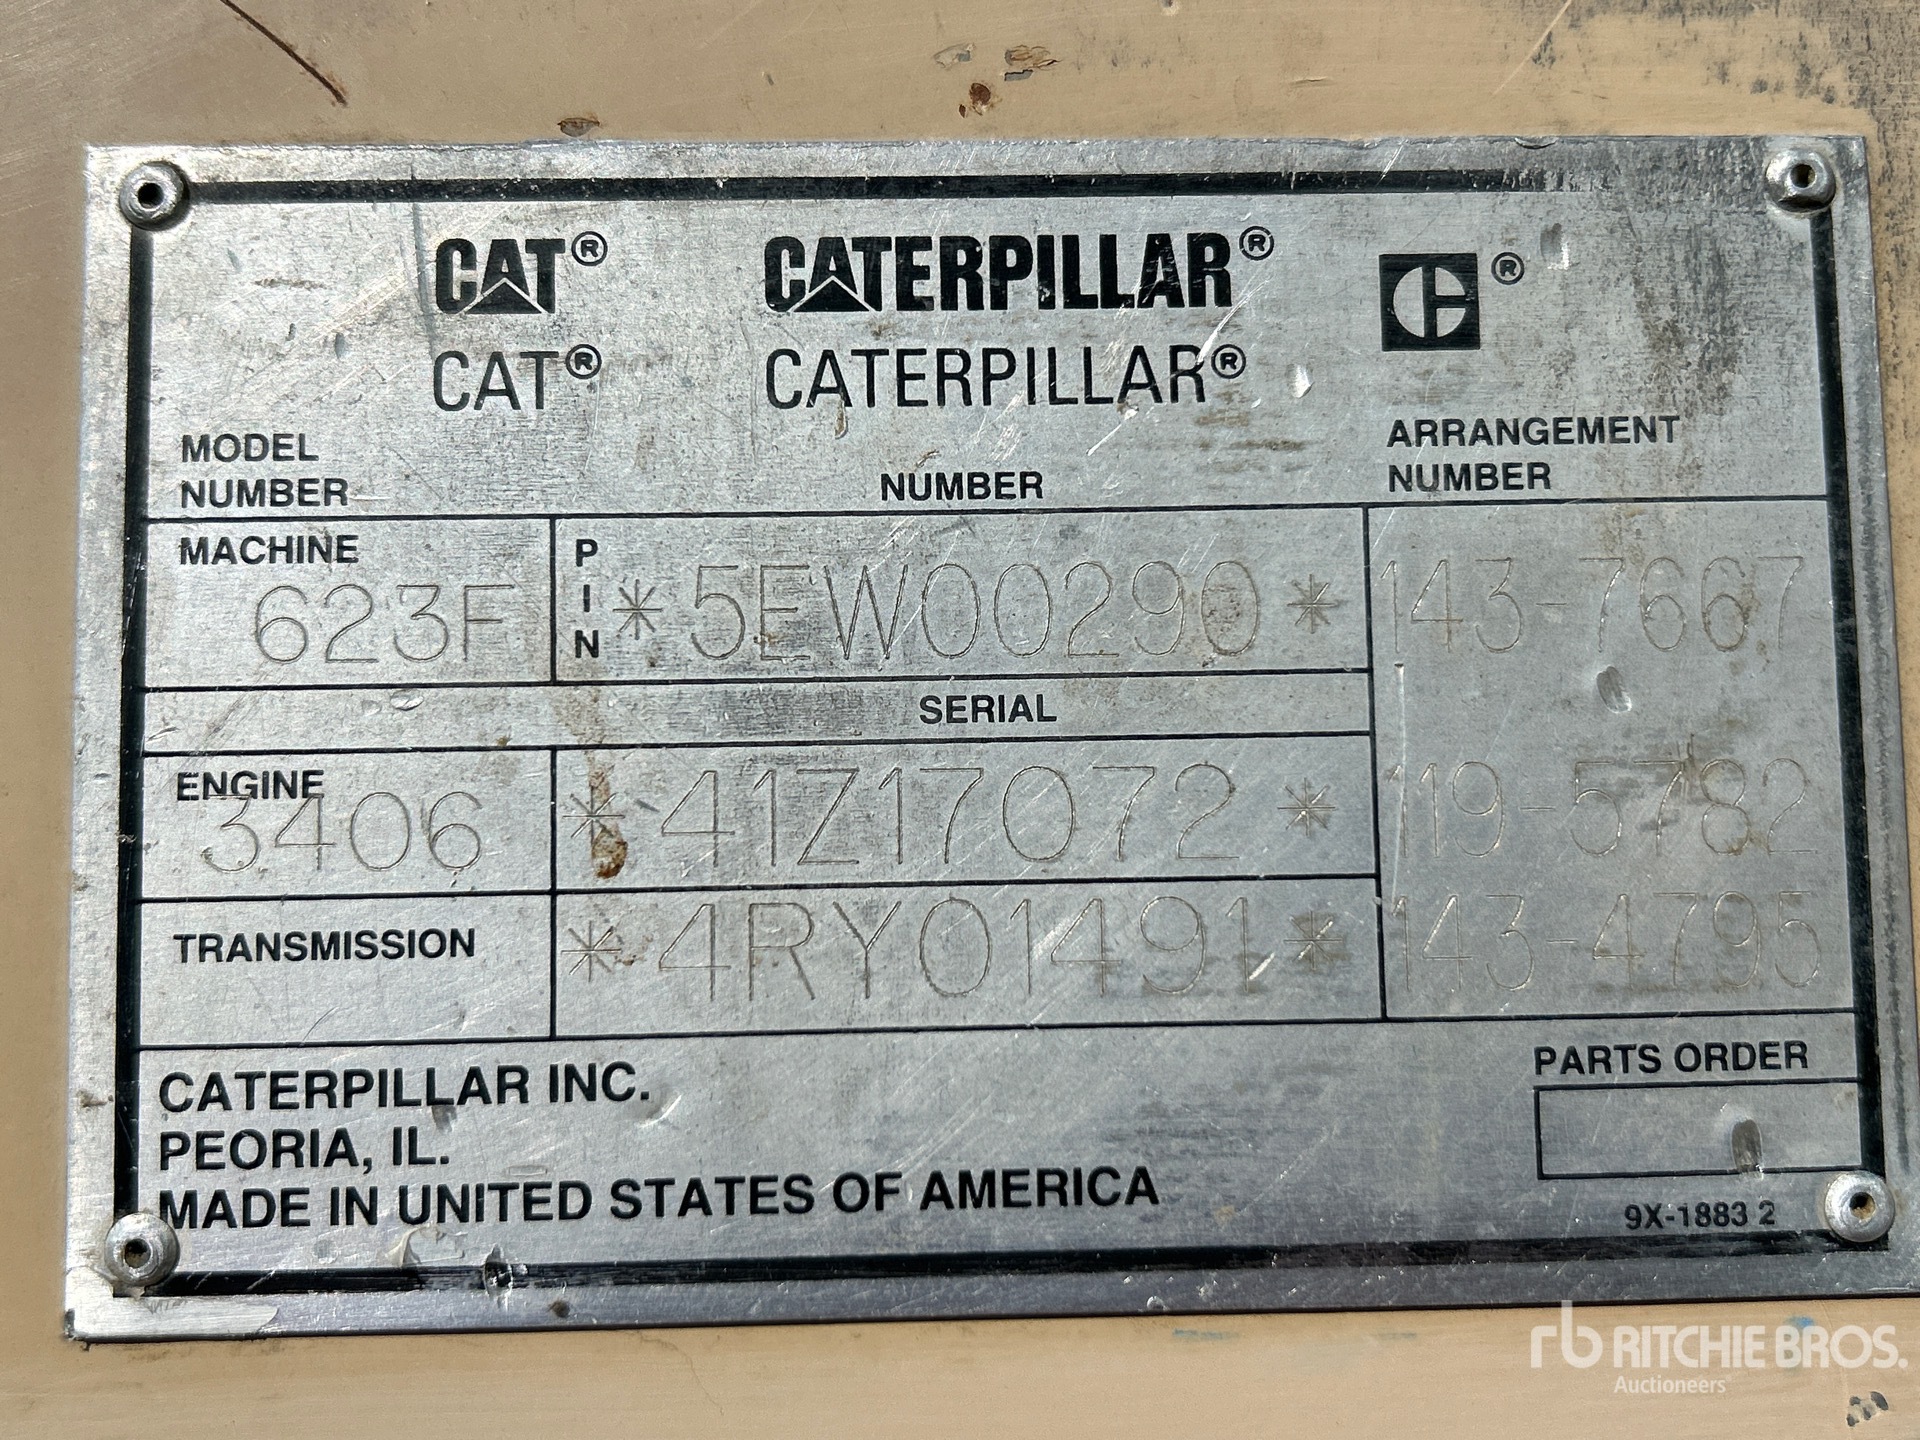 CAT® CATERPILLAR® C®
CAT® CATERPILLAR®
MODEL NUMBER NUMBER ARRANGEMENT NUMBER
MACHINE 623F PIN *5EW00290* 143-7667
SERIAL
ENGINE 3406 *41Z17072* 119-5782
TRANSMISSION *4RY01491* 143-4795
CATERPILLAR INC.
PEORIA, IL.
MADE IN UNITED STATES OF AMERICA
PARTS ORDER
9X-1883 2
rb RITCHIE BROS.
Auctioneers